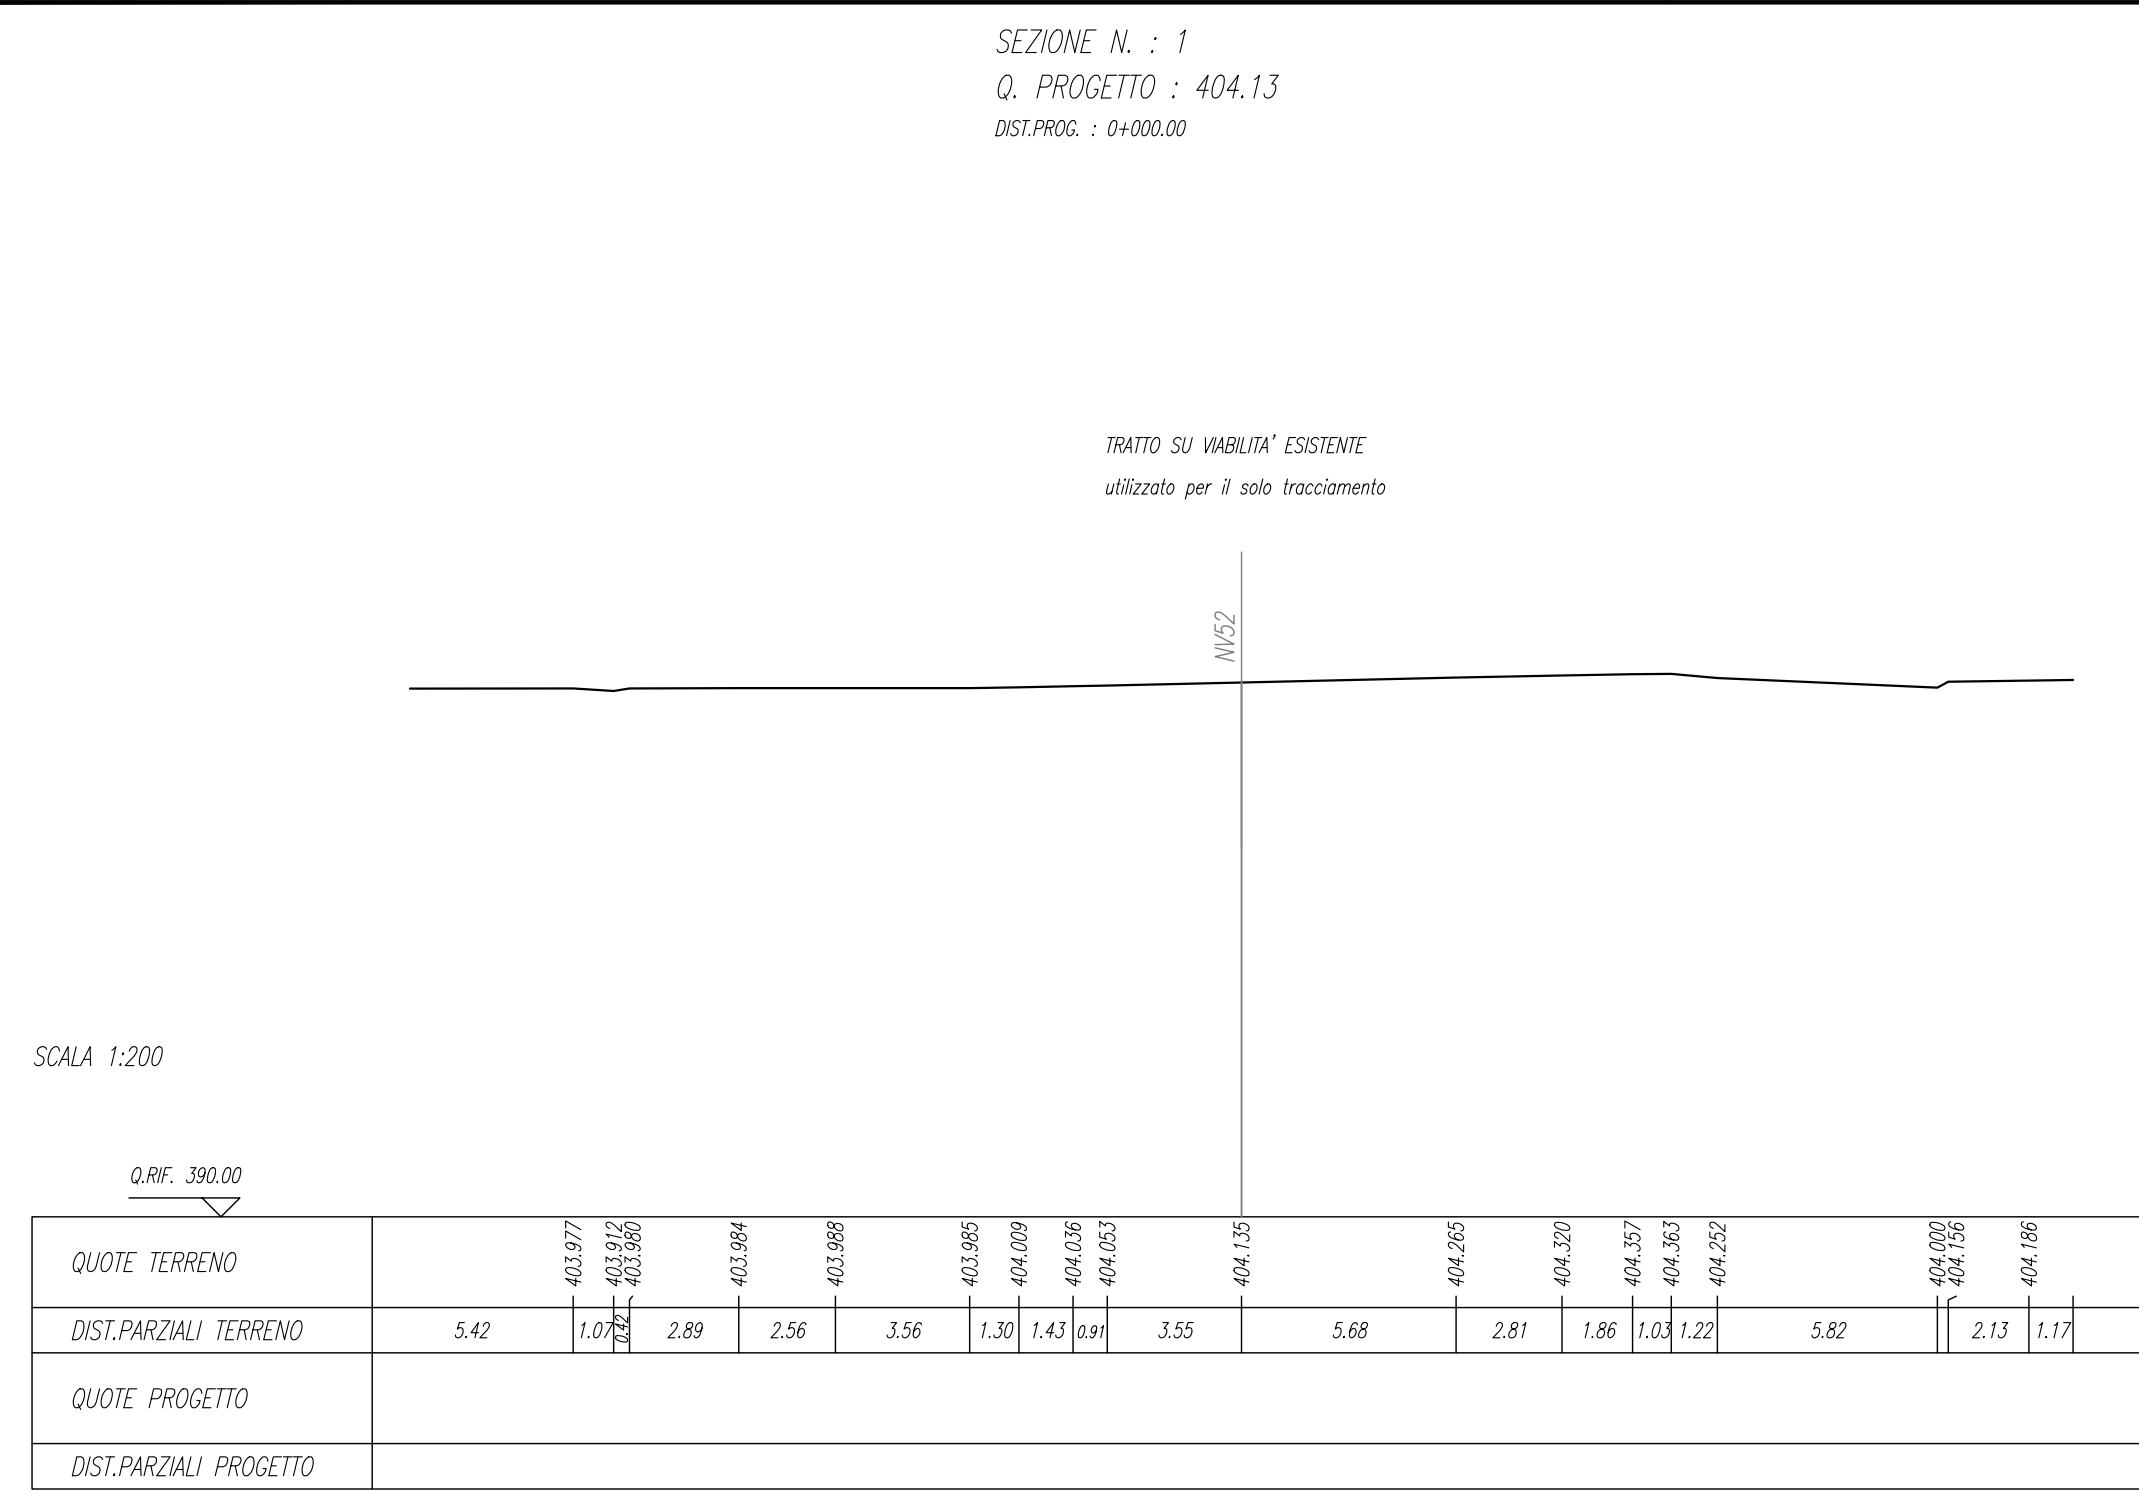 SEZIONE N. : 1
Q. PROGETTO : 404.13
DIST.PROG. : 0+000.00
TRATTO SU VIABILITA' ESISTENTE
utilizzato per il solo tracciamento
NV52
SCALA 1:200
Q.RIF. 390.00
QUOTE TERRENO 403.977 403.912 403.980 403.984 403.988 403.985 404.009 404.036 404.053 404.135 404.265 404.320 404.357 404.363 404.252 404.000 404.156 404.186
DIST.PARZIALI TERRENO 5.42 1.07 0.42 2.89 2.56 3.56 1.30 1.43 0.91 3.55 5.68 2.81 1.86 1.03 1.22 5.82 2.13 1.17
QUOTE PROGETTO
DIST.PARZIALI PROGETTO